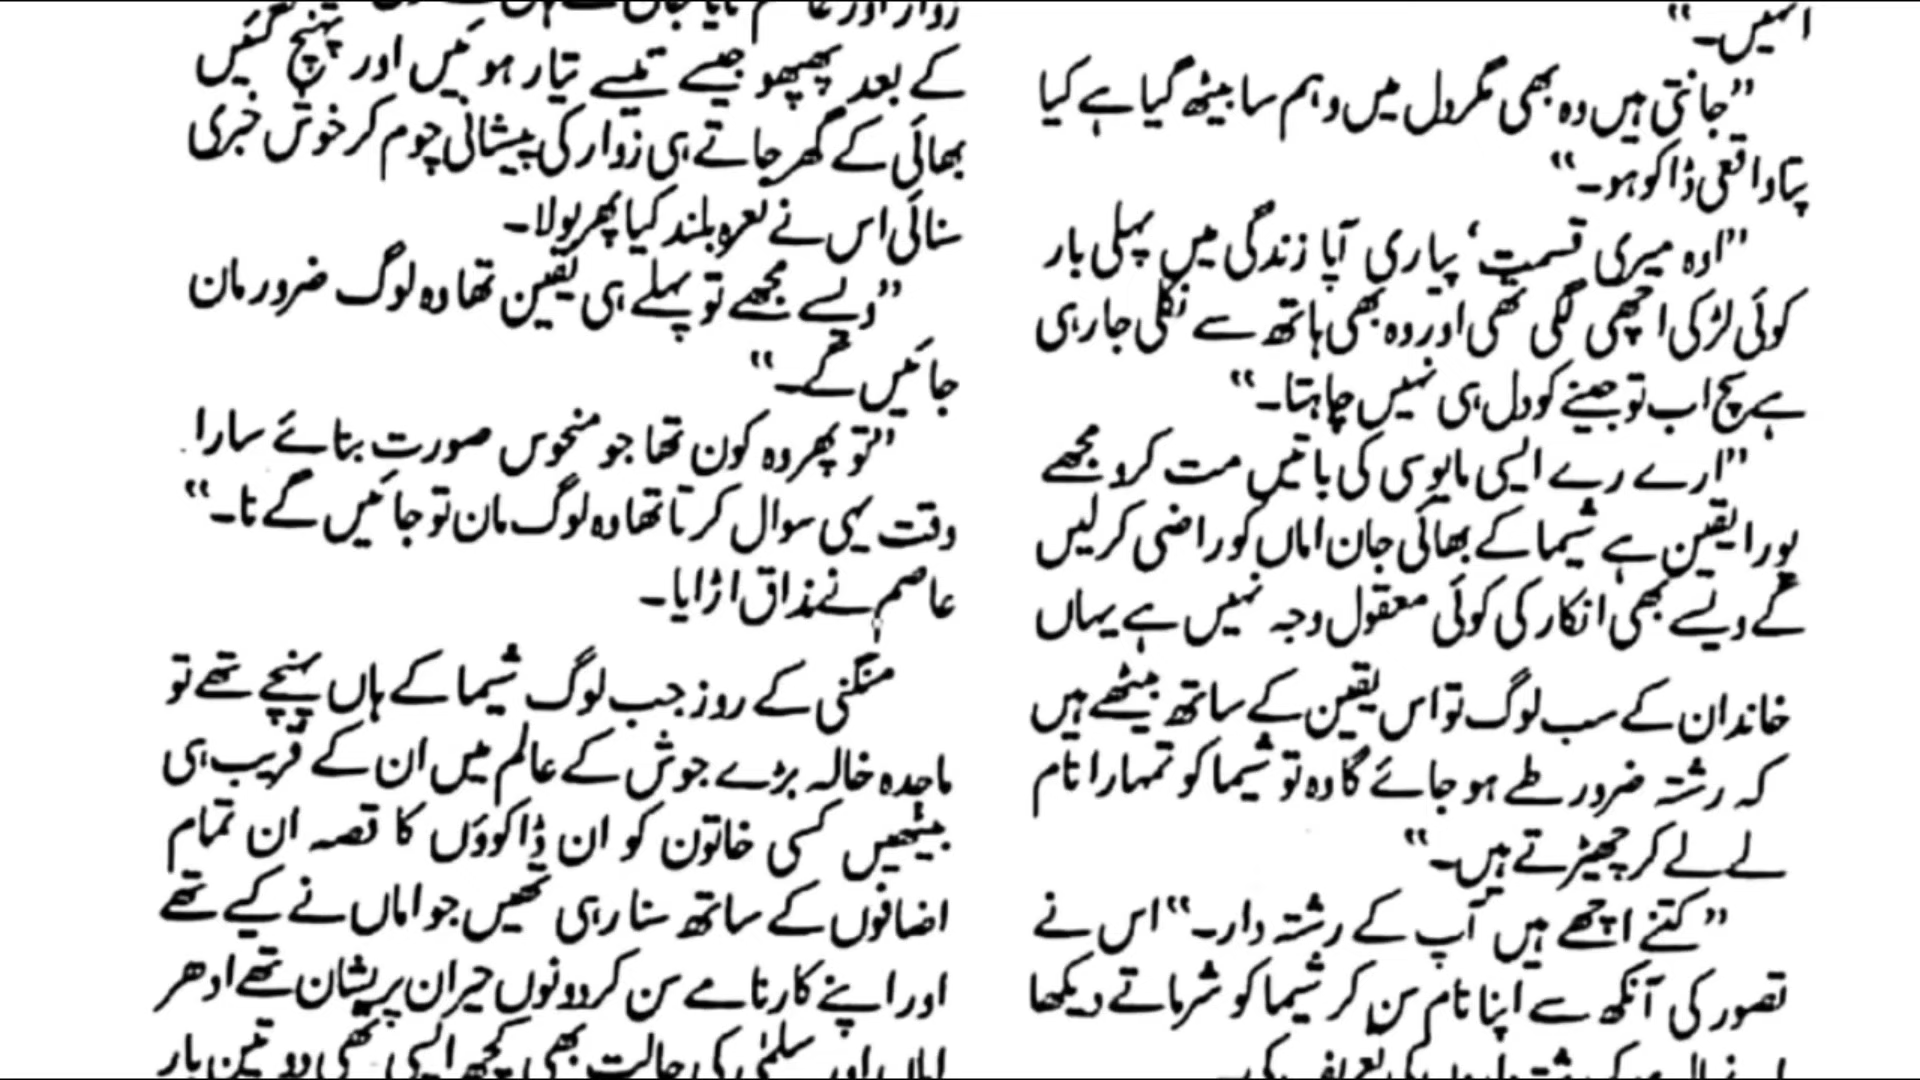 انہیں۔"
"جانتی ہیں وہ بھی مگر دل میں وہم سا بیٹھ گیا ہے کیا
پتا واقعی ڈاکو ہو۔"
"اوہ میری قسمت، پیاری آپا زندگی میں پہلی بار
کوئی لڑکی اچھی لگی تھی اور وہ بھی ہاتھ سے نکلی جا رہی
ہے سچ اب تو جینے کو دل ہی نہیں چاہتا۔"
"ارے رے ایسی مایوسی کی باتیں مت کرو مجھے
پورا یقین ہے شیما کے بھائی جان اماں کو راضی کر لیں
گے ویسے بھی انکار کی کوئی معقول وجہ نہیں ہے یہاں
خاندان کے سب لوگ تو اس یقین کے ساتھ بیٹھے ہیں
کہ رشتہ ضرور طے ہو جائے گا وہ تو شیما کو تمہارا نام
لے لے کر چھیڑتے ہیں۔"
"کتنے اچھے ہیں آپ کے رشتہ دار۔" اس نے
تصور کی آنکھ سے اپنا نام سن کر شیما کو شرماتے دیکھا
کے بعد پھپھو جیسے تیسے تیار ہوئیں اور پہنچ گئیں
بھائی کے گھر جاتے ہی زوار کی پیشانی چوم کر خوش خبری
سنائی اس نے نعرہ بلند کیا پھر بولا۔
"ویسے مجھے تو پہلے ہی یقین تھا وہ لوگ ضرور مان
جائیں گے۔"
"تو پھر وہ کون تھا جو منحوس صورت بنائے سارا
وقت یہی سوال کرتا تھا وہ لوگ مان تو جائیں گے نا۔"
عاصم نے مذاق اڑایا۔
منگنی کے روز جب لوگ شیما کے ہاں پہنچے تھے تو
ماجدہ خالہ بڑے جوش کے عالم میں ان کے قریب ہی
بیٹھیں کسی خاتون کو ان ڈاکوؤں کا قصہ ان تمام
اضافوں کے ساتھ سنا رہی تھیں جو اماں نے کیے تھے
اور اپنے کارنامے سن کر دونوں حیران پریشان تھے ادھر
اماں اور سلمیٰ کی حالت بھی کچھ ایسی تھی دو تین بار